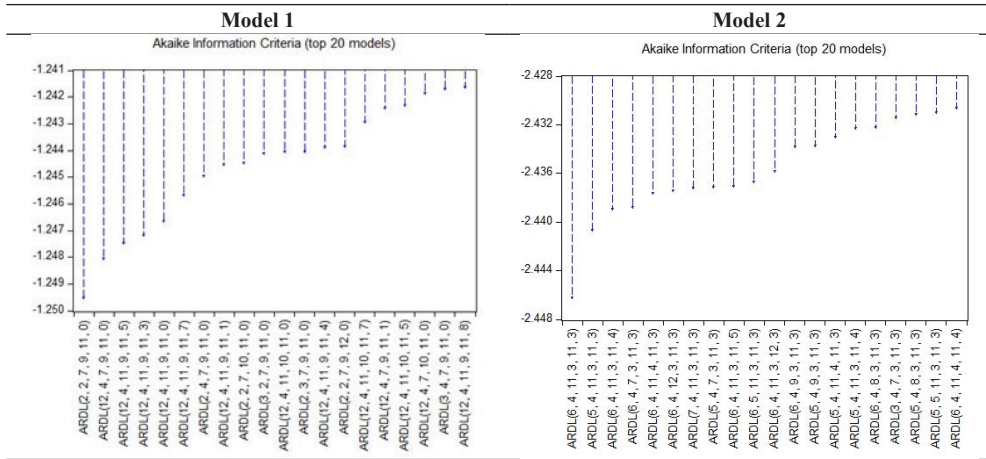 Model 1
Akaike Information Criteria (top 20 models)
-1.241
-1.242
-1.243
-1.244
-1.245
-1.246
-1.247
-1.248
-1.249
-1.250
ARDL(2, 2, 7, 9, 11, 0)
ARDL(12, 4, 7, 9, 11, 0)
ARDL(12, 4, 11, 9, 11, 5)
ARDL(12, 4, 11, 9, 11, 3)
ARDL(12, 4, 11, 9, 11, 0)
ARDL(12, 4, 11, 9, 11, 7)
ARDL(2, 4, 7, 9, 11, 0)
ARDL(12, 4, 11, 9, 11, 1)
ARDL(2, 2, 7, 10, 11, 0)
ARDL(3, 2, 7, 9, 11, 0)
ARDL(12, 4, 11, 10, 11, 0)
ARDL(2, 3, 7, 9, 11, 0)
ARDL(12, 4, 11, 9, 11, 4)
ARDL(2, 2, 7, 9, 12, 0)
ARDL(12, 4, 11, 10, 11, 7)
ARDL(12, 4, 7, 9, 11, 1)
ARDL(12, 4, 11, 10, 11, 5)
ARDL(12, 4, 7, 10, 11, 0)
ARDL(3, 4, 7, 9, 11, 0)
ARDL(12, 4, 11, 9, 11, 8)
Model 2
Akaike Information Criteria (top 20 models)
-2.428
-2.432
-2.436
-2.440
-2.444
-2.448
ARDL(6, 4, 11, 3, 11, 3)
ARDL(5, 4, 11, 3, 11, 3)
ARDL(6, 4, 11, 3, 11, 4)
ARDL(6, 4, 7, 3, 11, 3)
ARDL(6, 4, 11, 4, 11, 3)
ARDL(6, 4, 12, 3, 11, 3)
ARDL(7, 4, 11, 3, 11, 3)
ARDL(5, 4, 7, 3, 11, 3)
ARDL(6, 4, 11, 3, 11, 5)
ARDL(6, 5, 11, 3, 11, 3)
ARDL(6, 4, 11, 3, 12, 3)
ARDL(6, 4, 9, 3, 11, 3)
ARDL(5, 4, 9, 3, 11, 3)
ARDL(5, 4, 11, 4, 11, 3)
ARDL(5, 4, 11, 3, 11, 4)
ARDL(6, 4, 8, 3, 11, 3)
ARDL(3, 4, 7, 3, 11, 3)
ARDL(5, 4, 8, 3, 11, 3)
ARDL(5, 5, 11, 3, 11, 3)
ARDL(6, 4, 11, 4, 11, 4)